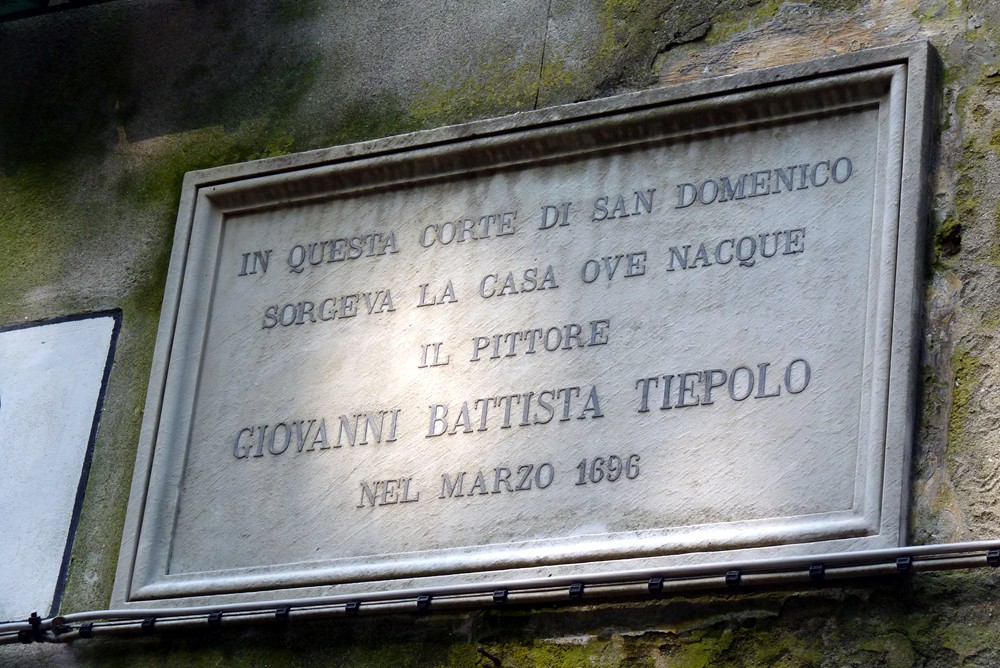 IN QUESTA CORTE DI SAN DOMENICO
SORGEVA LA CASA OVE NACQUE
IL PITTORE
GIOVANNI BATTISTA TIEPOLO
NEL MARZO 1696